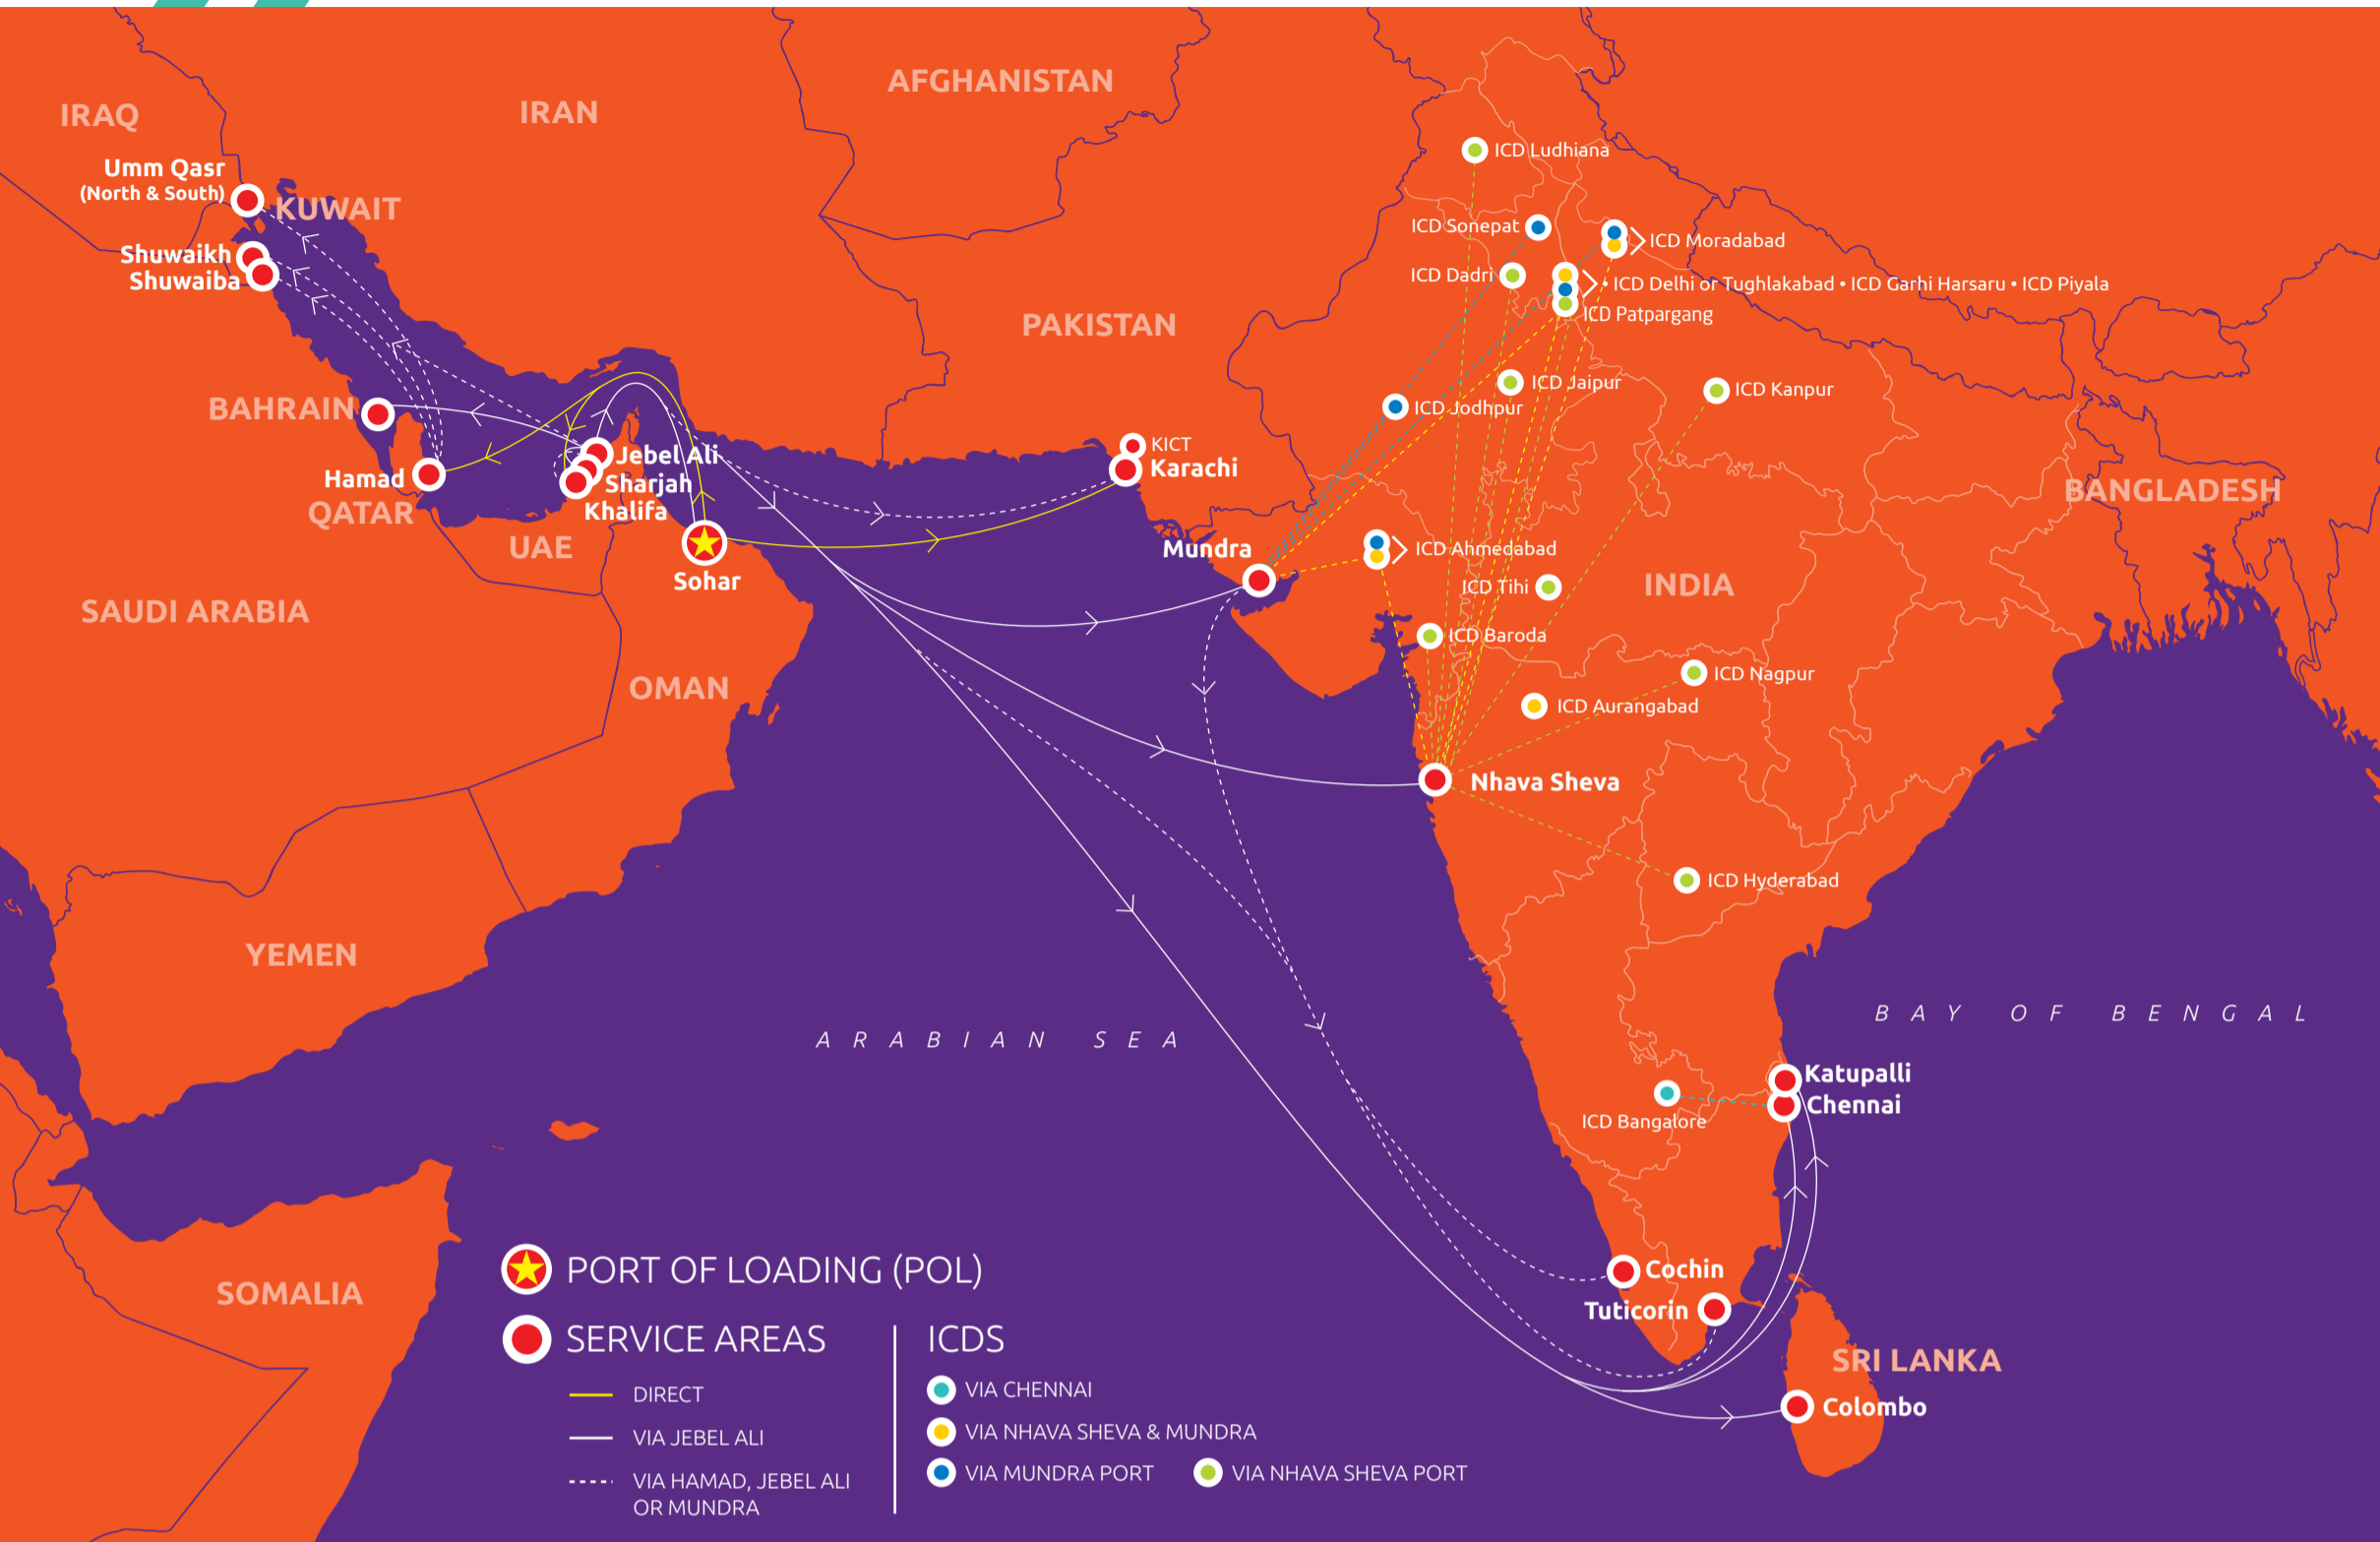 AFGHANISTAN
IRAN
IRAQ
Umm Qasr
(North & South)
KUWAIT
Shuwaikh
Shuwaiba
BAHRAIN
Hamad
QATAR
Jebel Ali
Sharjah
Khalifa
UAE
Sohar
SAUDI ARABIA
OMAN
YEMEN
SOMALIA
PAKISTAN
KICT
Karachi
Mundra
ICD Ludhiana
ICD Sonepat
ICD Moradabad
ICD Dadri
• ICD Delhi or Tughlakabad • ICD Garhi Harsaru • ICD Piyala
ICD Patpargang
ICD Jaipur
ICD Kanpur
ICD Jodhpur
BANGLADESH
ICD Ahmedabad
ICD Tihi
INDIA
ICD Baroda
ICD Nagpur
ICD Aurangabad
Nhava Sheva
ICD Hyderabad
ARABIAN SEA
BAY OF BENGAL
Katupalli
Chennai
ICD Bangalore
Cochin
Tuticorin
SRI LANKA
Colombo
PORT OF LOADING (POL)
SERVICE AREAS
DIRECT
VIA JEBEL ALI
VIA HAMAD, JEBEL ALI
OR MUNDRA
ICDS
VIA CHENNAI
VIA NHAVA SHEVA & MUNDRA
VIA MUNDRA PORT
VIA NHAVA SHEVA PORT